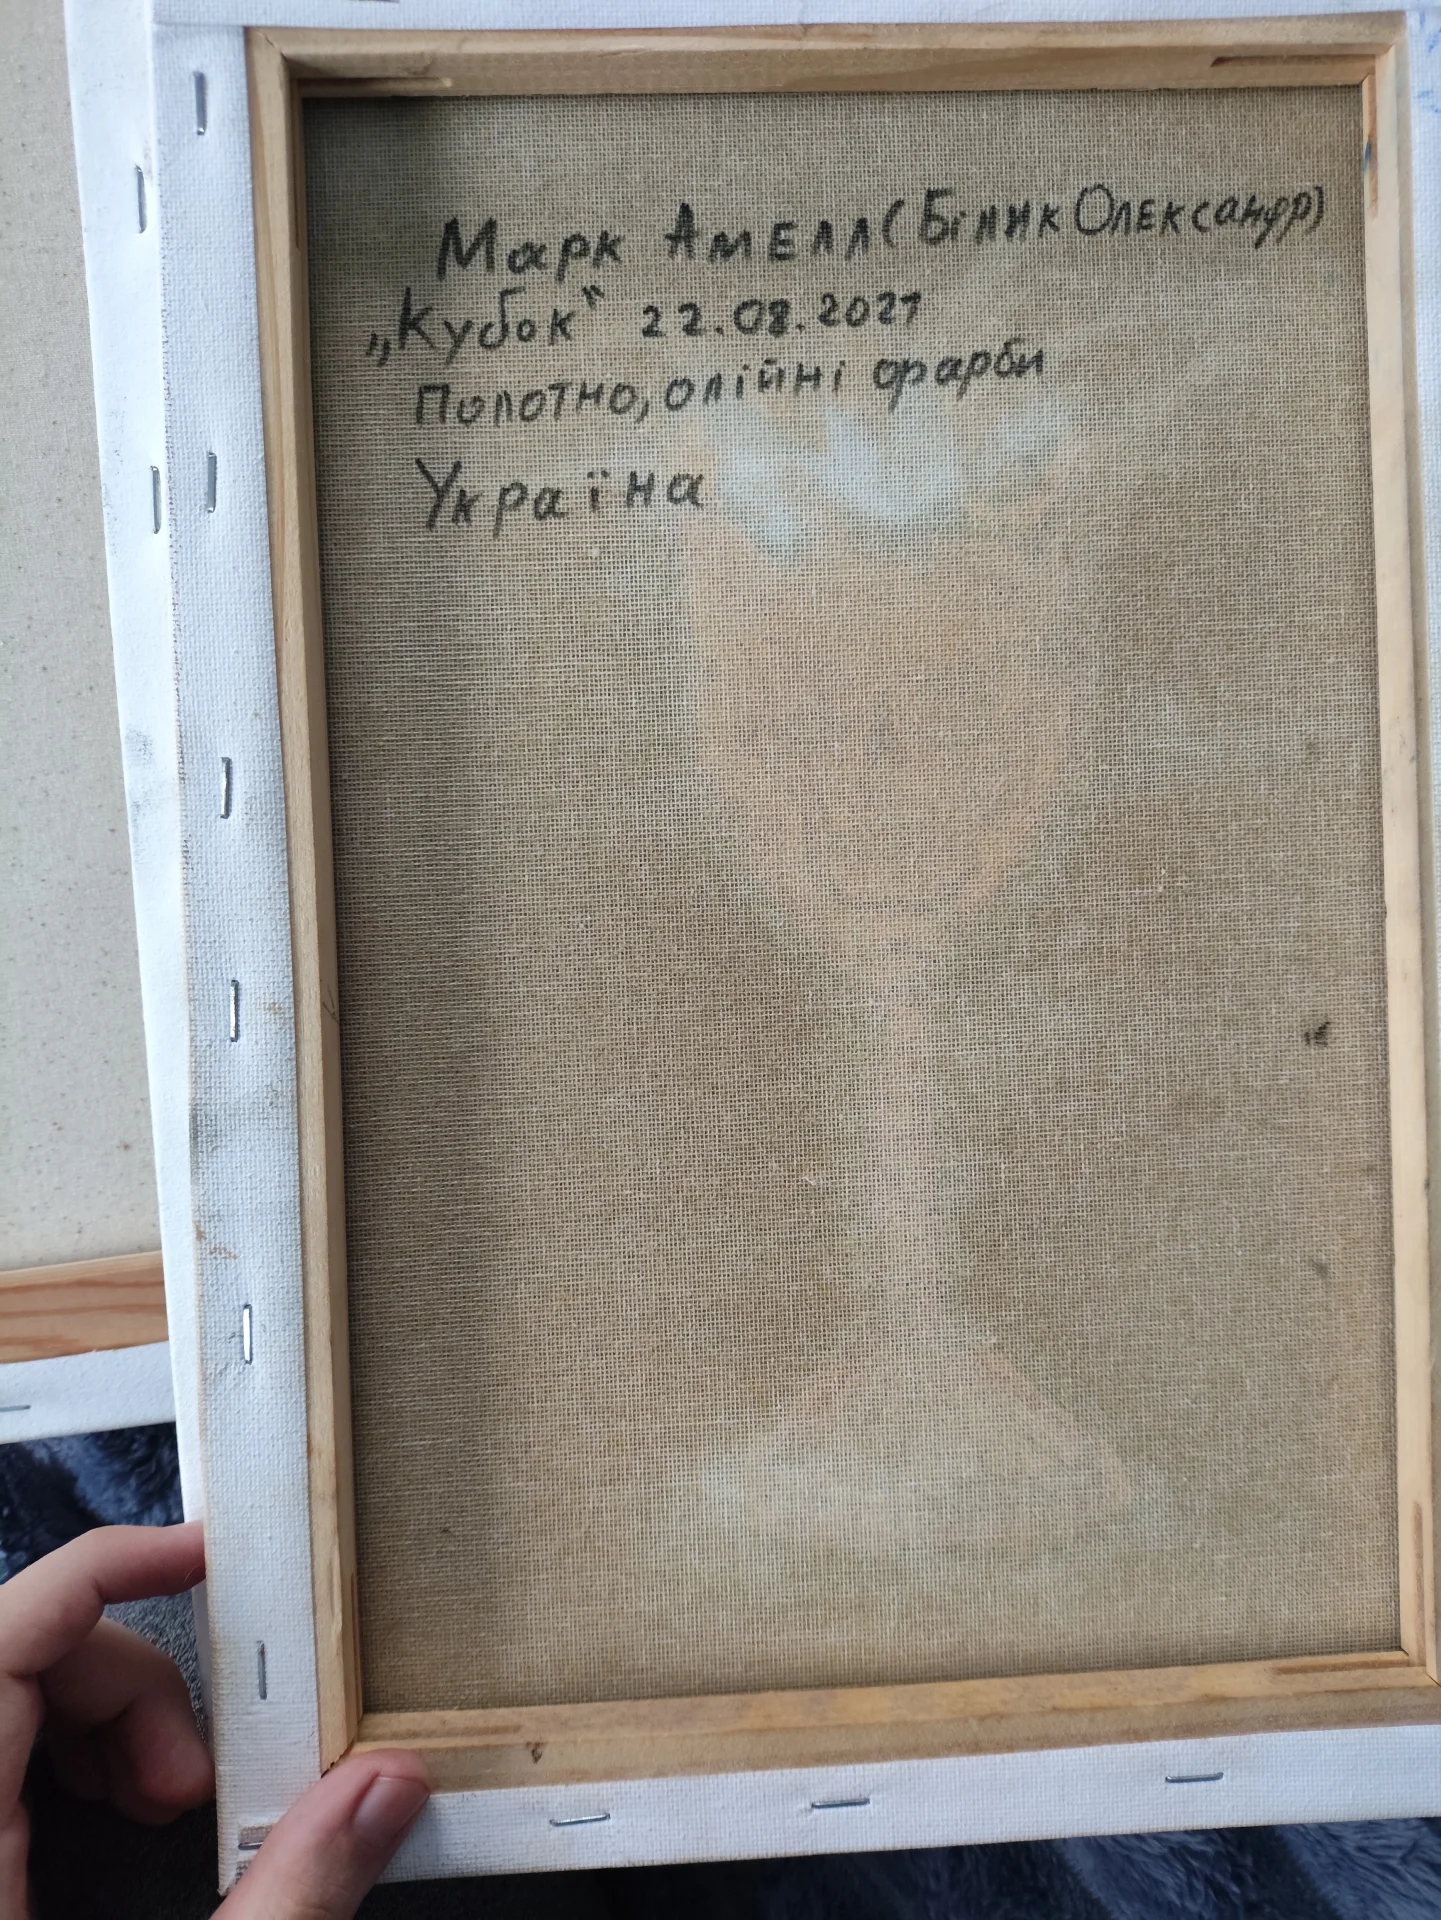 Марк Амелл (Білик Олександр)
„Кубок“ 22.08.2021
Полотно, олійні фарби
Україна